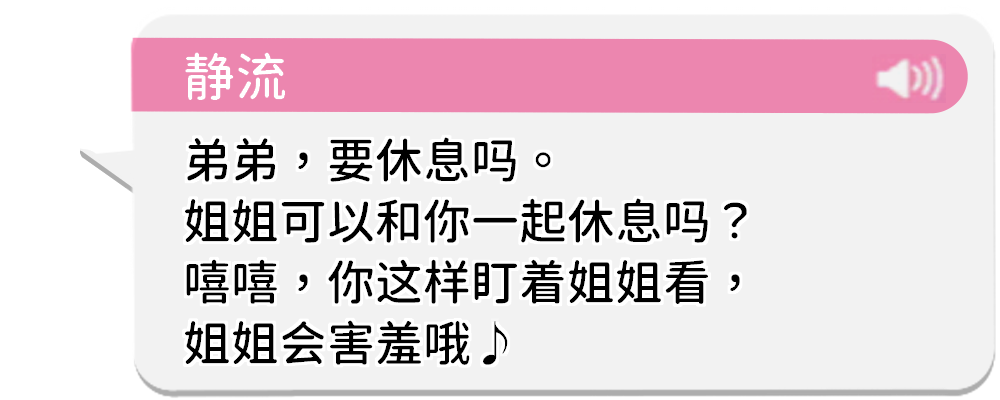 静流
弟弟，要休息吗。
姐姐可以和你一起休息吗？
嘻嘻，你这样盯着姐姐看，
姐姐会害羞哦♪